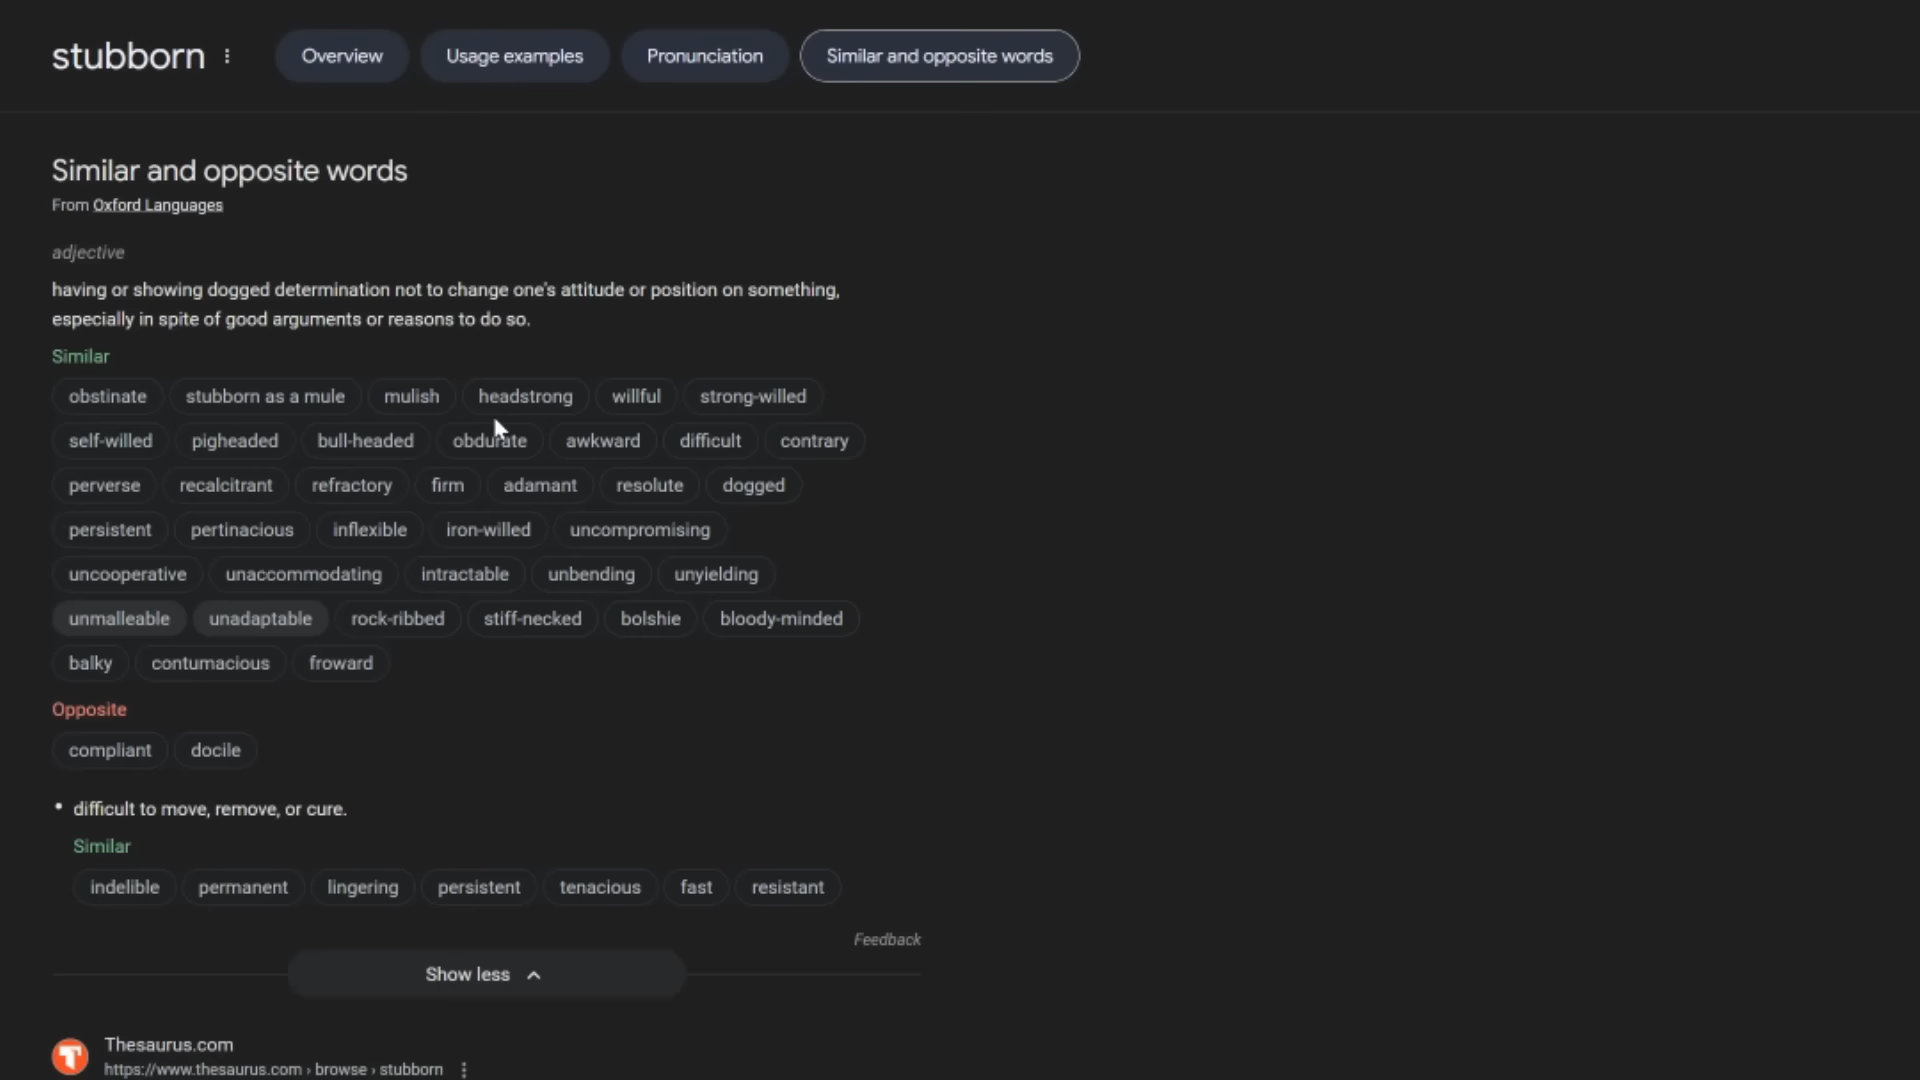 stubborn
Overview
Usage examples
Pronunciation
Similar and opposite words
Similar and opposite words
From Oxford Languages
adjective
having or showing dogged determination not to change one's attitude or position on something,
especially in spite of good arguments or reasons to do so.
Similar
obstinate stubborn as a mule mulish headstrong willful strong-willed
self-willed pigheaded bull-headed obdurate awkward difficult contrary
perverse recalcitrant refractory firm adamant resolute dogged
persistent pertinacious inflexible iron-willed uncompromising
uncooperative unaccommodating intractable unbending unyielding
unmalleable unadaptable rock-ribbed stiff-necked bolshie bloody-minded
balky contumacious froward
Opposite
compliant docile
• difficult to move, remove, or cure.
Similar
indelible permanent lingering persistent tenacious fast resistant
Feedback
Show less
Thesaurus.com
https://www.thesaurus.com › browse › stubborn